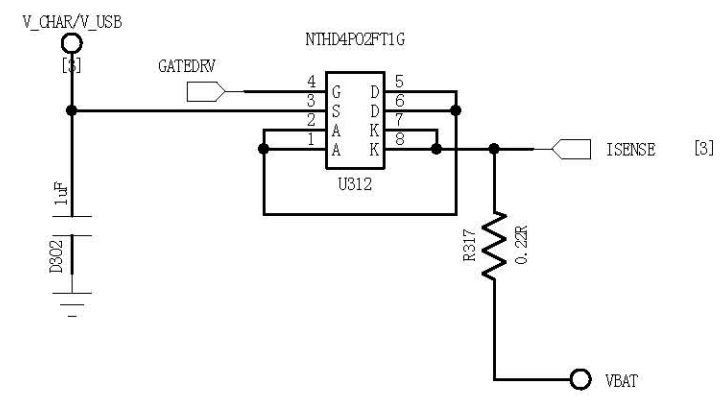 V_CHAR/V_USB
NTHD4P02FT1G
[3]
GATEDRV
4 G D 5
3 S D 6
2 A K 7
1 A K 8
ISENSE [3]
U312
1uF
D302
R317
0.22R
VBAT